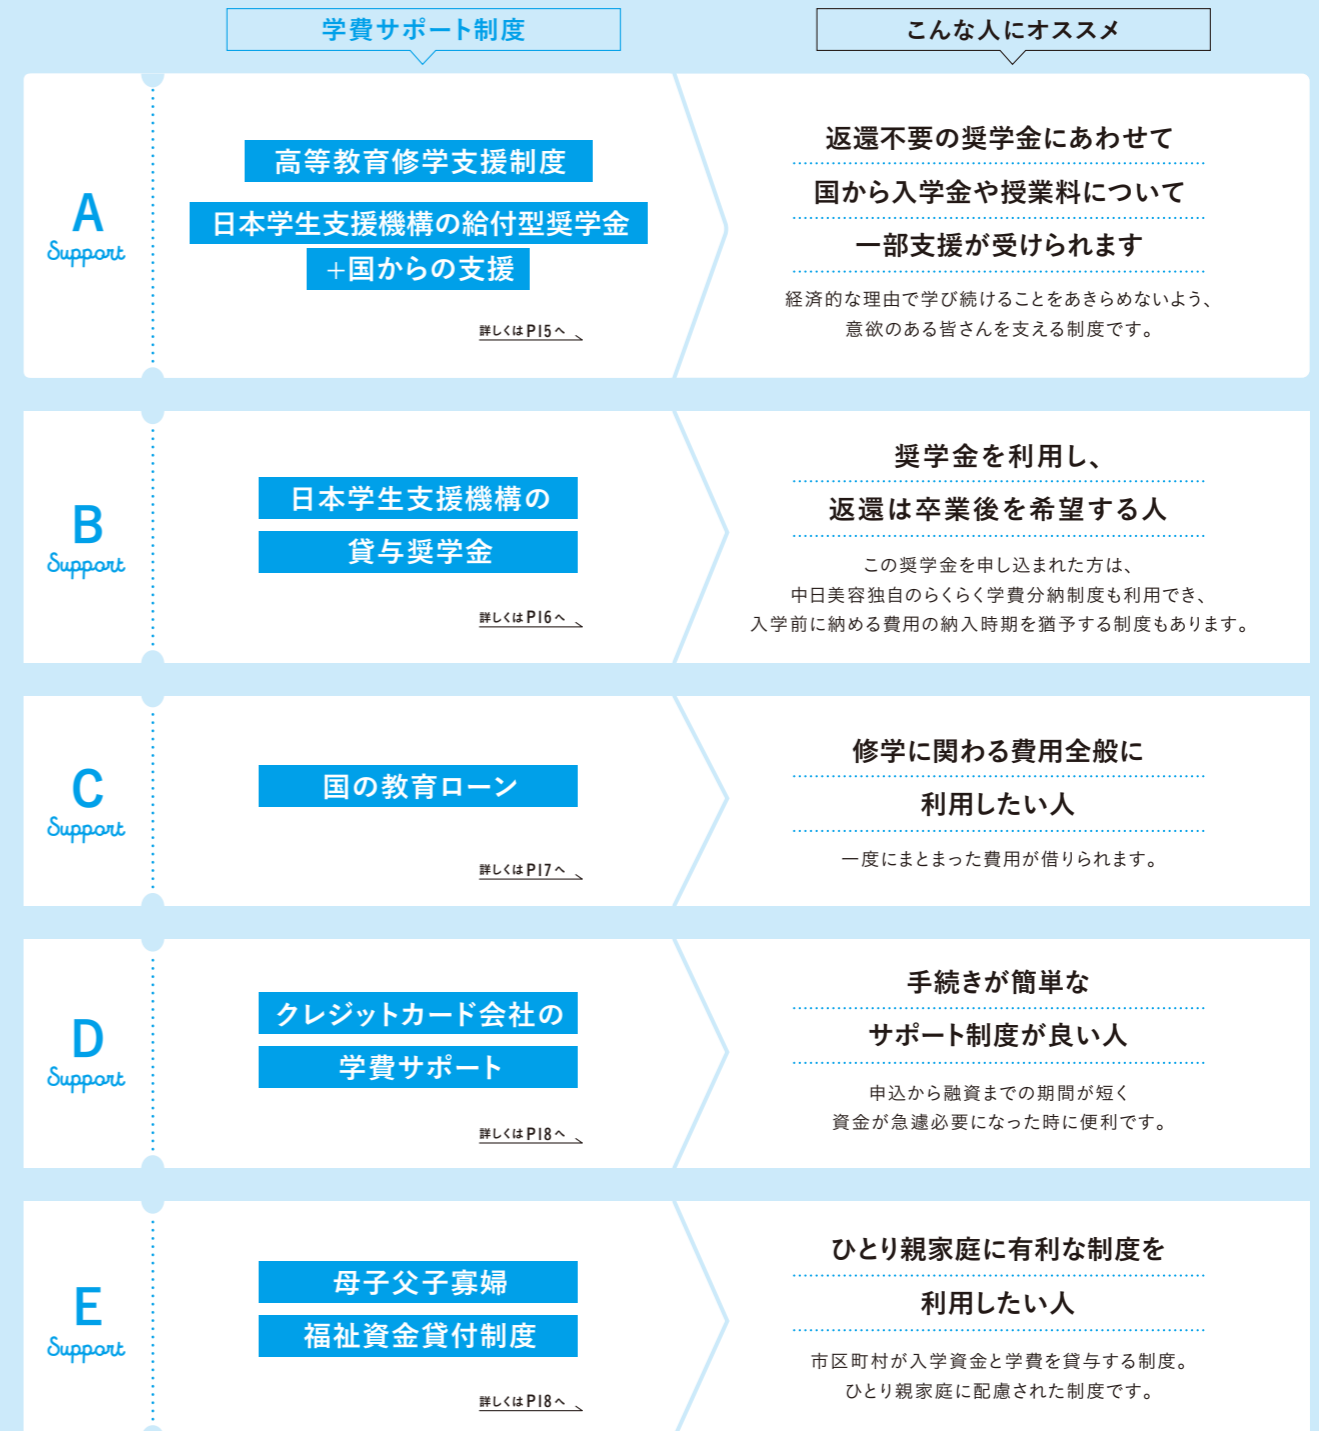 学費サポート制度
こんな人にオススメ
A
Support
高等教育修学支援制度
日本学生支援機構の給付型奨学金
+国からの支援
詳しくはP15へ
返還不要の奨学金にあわせて
国から入学金や授業料について
一部支援が受けられます
経済的な理由で学び続けることをあきらめないよう、
意欲のある皆さんを支える制度です。
B
Support
日本学生支援機構の
貸与奨学金
詳しくはP16へ
奨学金を利用し、
返還は卒業後を希望する人
この奨学金を申し込まれた方は、
中日美容独自のらくらく学費分納制度も利用でき、
入学前に納める費用の納入時期を猶予する制度もあります。
C
Support
国の教育ローン
詳しくはP17へ
修学に関わる費用全般に
利用したい人
一度にまとまった費用が借りられます。
D
Support
クレジットカード会社の
学費サポート
詳しくはP18へ
手続きが簡単な
サポート制度が良い人
申込から融資までの期間が短く
資金が急遽必要になった時に便利です。
E
Support
母子父子寡婦
福祉資金貸付制度
詳しくはP18へ
ひとり親家庭に有利な制度を
利用したい人
市区町村が入学資金と学費を貸与する制度。
ひとり親家庭に配慮された制度です。